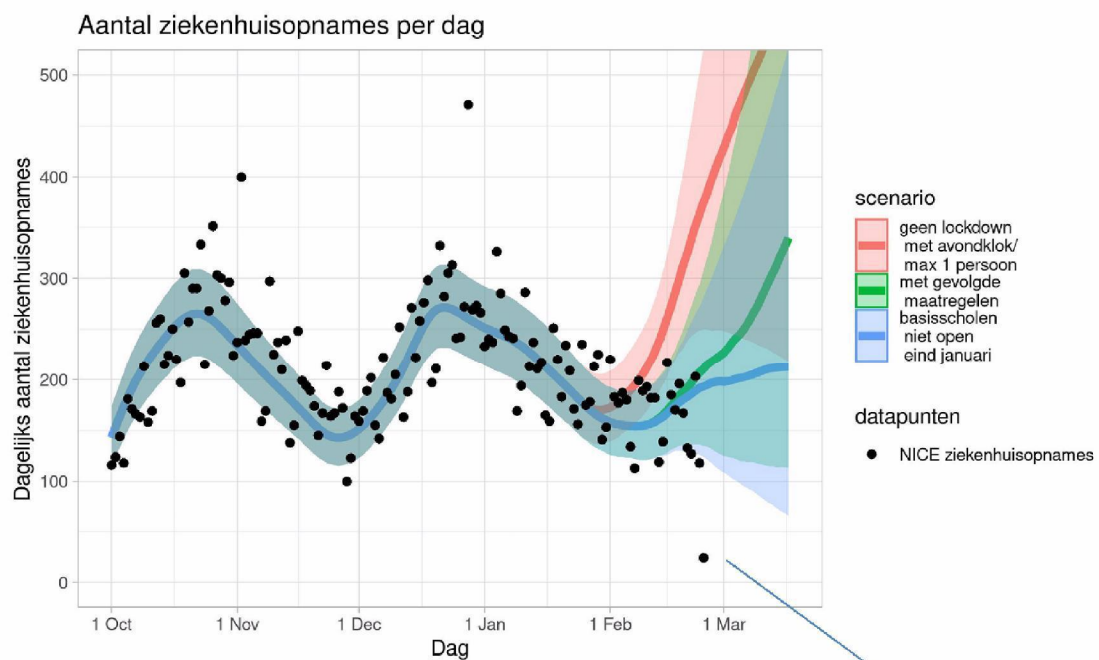 Aantal ziekenhuisopnames per dag
Dagelijks aantal ziekenhuisopnames
500
400
300
200
100
0
1 Oct
1 Nov
1 Dec
1 Jan
1 Feb
1 Mar
Dag
scenario
geen lockdown
met avondklok/
max 1 persoon
met gevolgde
maatregelen
basisscholen
niet open
eind januari
datapunten
NICE ziekenhuisopnames